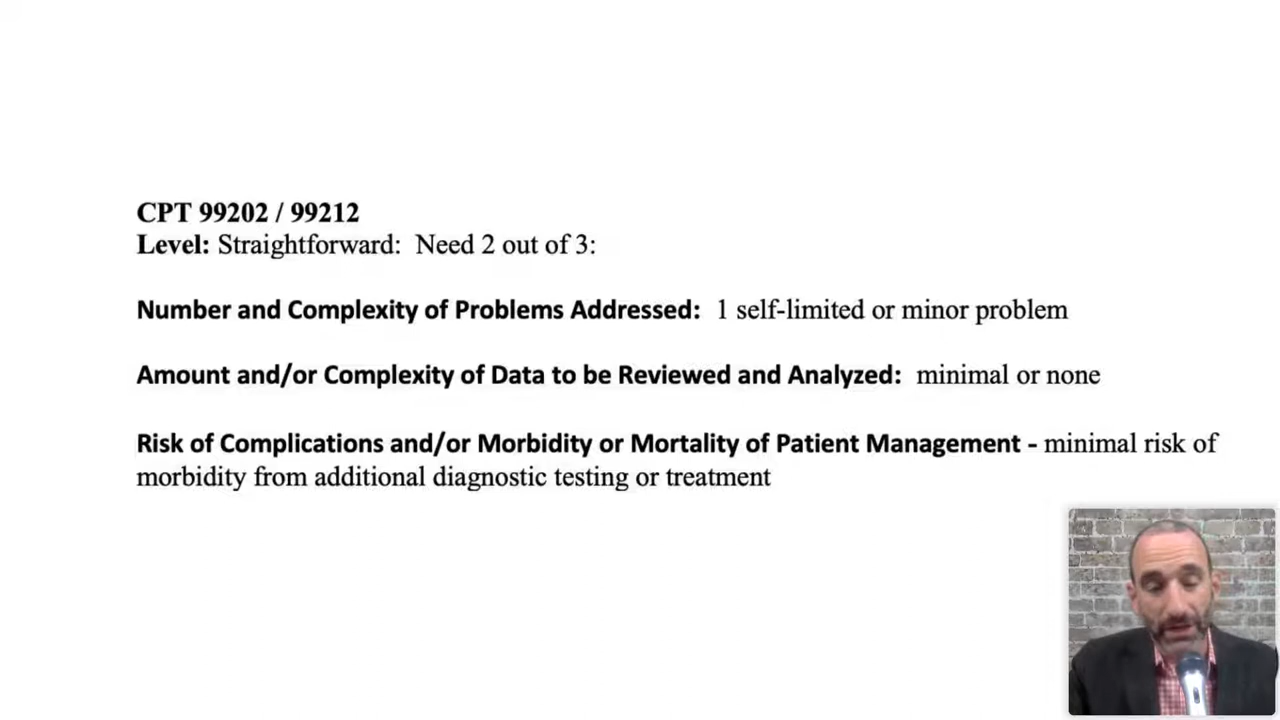 CPT 99202 / 99212
Level: Straightforward: Need 2 out of 3:
Number and Complexity of Problems Addressed: 1 self-limited or minor problem
Amount and/or Complexity of Data to be Reviewed and Analyzed: minimal or none
Risk of Complications and/or Morbidity or Mortality of Patient Management - minimal risk of
morbidity from additional diagnostic testing or treatment